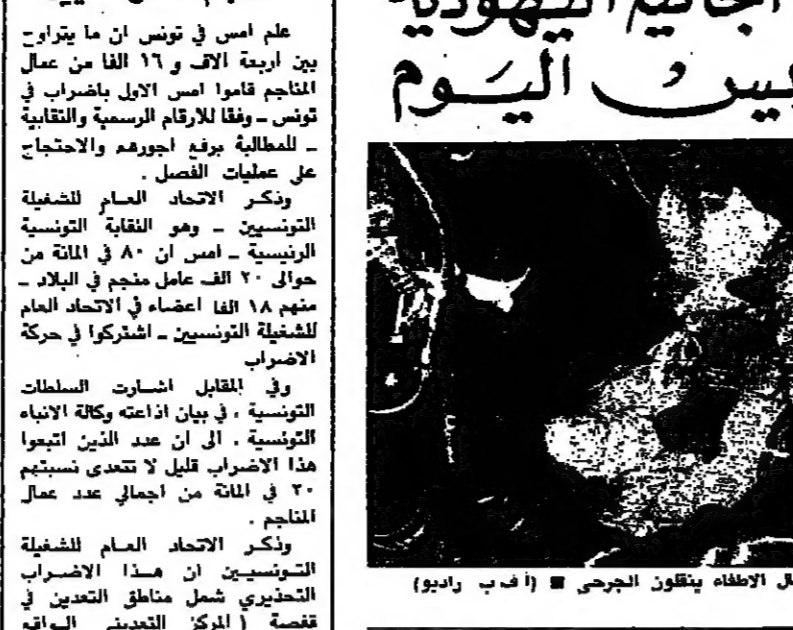 اليهودية
اليوم
علم امس في تونس ان ما يتراوح
بين اربعة الاف و ١٦ الفا من عمال
المناجم قاموا امس الاول باضراب في
تونس ـ وفقا للارقام الرسمية والنقابية
ـ للمطالبة برفع اجورهم والاحتجاج
على عمليات الفصل .
وذكر الاتحاد العام للشغيلة
التونسيين ـ وهو النقابة التونسية
الرئيسية ـ امس ان ٨٠ في المائة من
حوالى ٢٠ الف عامل منجم في البلاد ـ
منهم ١٨ الفا اعضاء في الاتحاد العام
للشغيلة التونسيين ـ اشتركوا في حركة
الاضراب
وفي المقابل اشارت السلطات
التونسية ، في بيان اذاعته وكالة الانباء
التونسية ، الى ان عدد الذين اتبعوا
هذا الاضراب قليل لا تتعدى نسبتهم
٢٠ في المائة من اجمالي عدد عمال
المناجم .
وذكر الاتحاد العام للشغيلة
التونسيين ان هذا الاضراب
التحذيري شمل مناطق التعدين في
قفصة ( المركز التعديني الواقع
ال الاطفاء ينقلون الجرحى ■ (أ ف ب راديو)